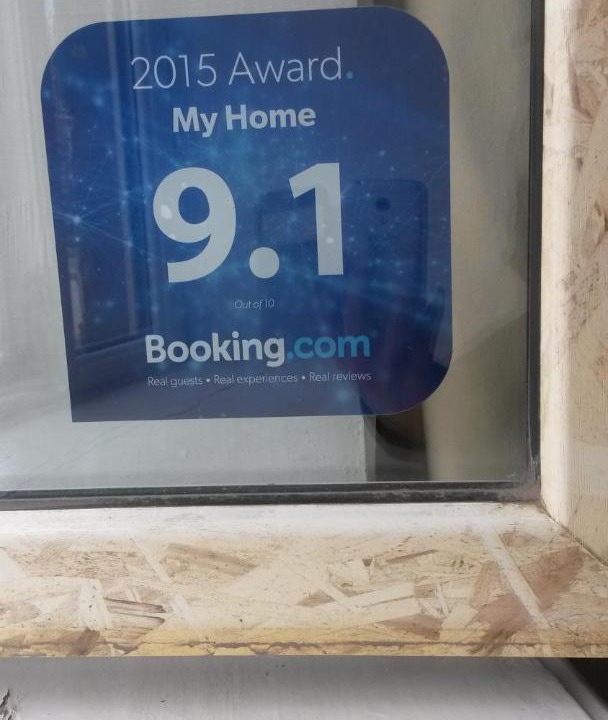 2015 Award.
My Home
9.1
Out of 10
Booking.com
Real guests • Real experiences • Real reviews